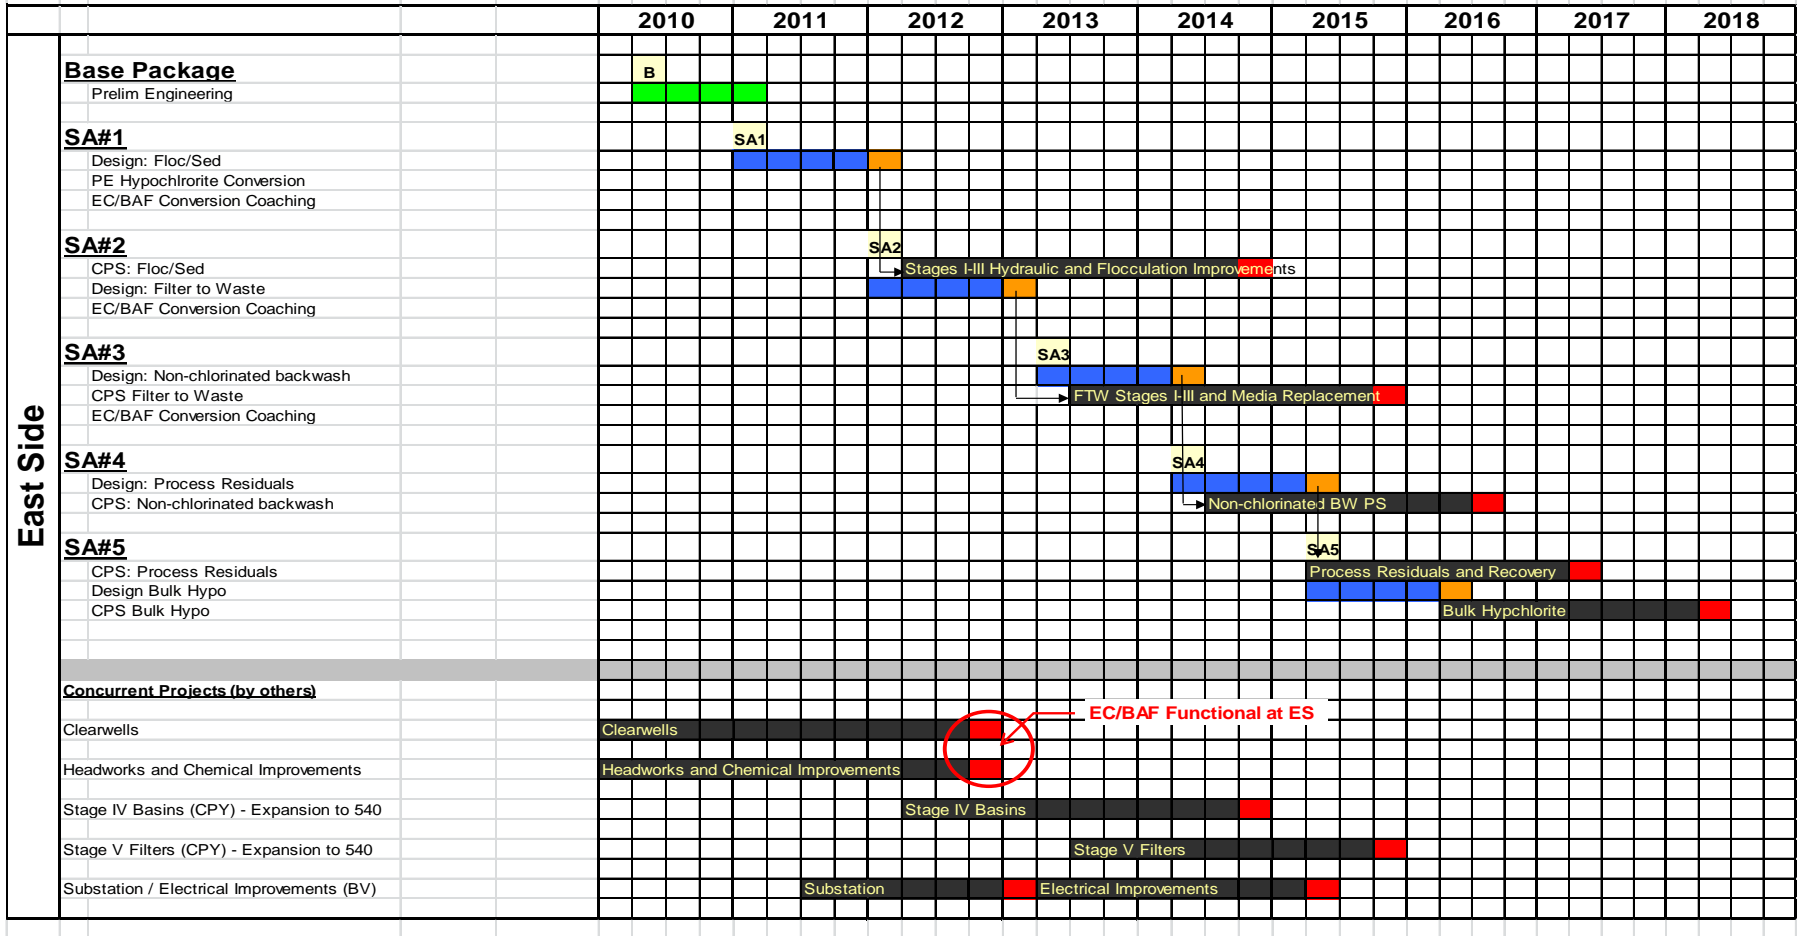 2010 2011 2012 2013 2014 2015 2016 2017 2018
East Side
Base Package B
Prelim Engineering
SA#1 SA1
Design: Floc/Sed
PE Hypochlrorite Conversion
EC/BAF Conversion Coaching
SA#2 SA2
CPS: Floc/Sed Stages I-III Hydraulic and Flocculation Improvements
Design: Filter to Waste
EC/BAF Conversion Coaching
SA#3 SA3
Design: Non-chlorinated backwash
CPS Filter to Waste FTW Stages I-III and Media Replacement
EC/BAF Conversion Coaching
SA#4 SA4
Design: Process Residuals
CPS: Non-chlorinated backwash Non-chlorinated BW PS
SA#5 SA5
CPS: Process Residuals Process Residuals and Recovery
Design Bulk Hypo
CPS Bulk Hypo Bulk Hypchlorite
Concurrent Projects (by others)
EC/BAF Functional at ES
Clearwells Clearwells
Headworks and Chemical Improvements Headworks and Chemical Improvements
Stage IV Basins (CPY) - Expansion to 540 Stage IV Basins
Stage V Filters (CPY) - Expansion to 540 Stage V Filters
Substation / Electrical Improvements (BV) Substation Electrical Improvements